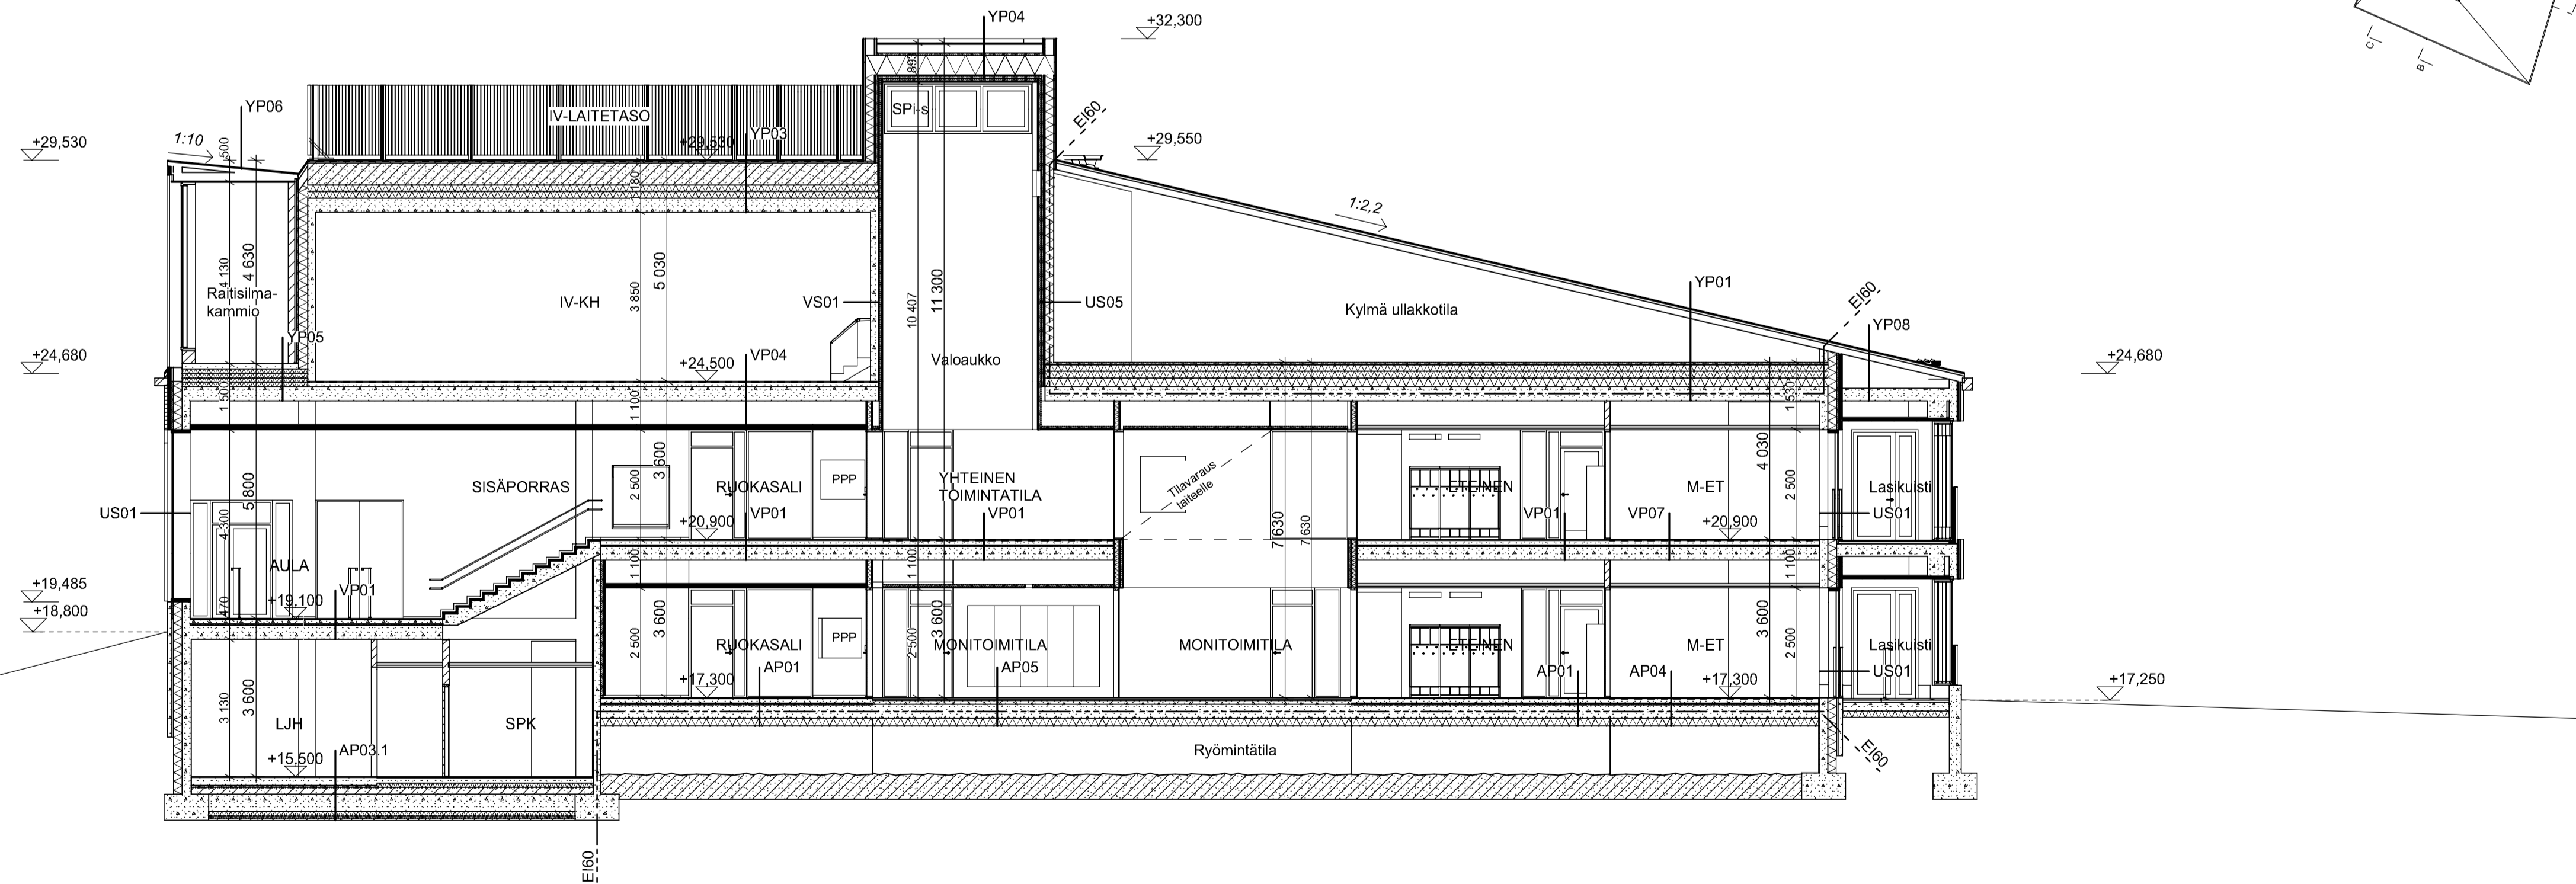 YP04
+32,300
C
B
893
SPi-s
YP06
IV-LAITETASO
EI60
YP03
+29,530
1:10
500
+29,530
+29,550
1 180
1:2,2
4 130
4 630
Raitisilma-
kammio
IV-KH
3 850
5 030
VS01
10 407
11 300
US05
Kylmä ullakkotila
YP01
EI60
YP05
YP08
+24,680
+24,500
VP04
Valoaukko
+24,680
1 500
1 100
1 530
SISÄPORRAS
5 800
4 300
2 500
3 600
RUOKASALI
PPP
YHTEINEN
TOIMINTATILA
Tilavaraus
taiteelle
ETEINEN
M-ET
4 030
2 500
Lasikuisti
US01
+20,900
VP01
VP01
7 630
7 630
VP01
VP07
+20,900
US01
AULA
1 100
1 100
1 100
+19,485
+18,800
470
+19,100
VP01
2 500
3 600
RUOKASALI
PPP
2 500
3 600
MONITOIMITILA
MONITOIMITILA
ETEINEN
M-ET
3 600
2 500
Lasikuisti
AP01
AP05
AP01
AP04
US01
+17,300
+17,300
+17,250
3 130
3 600
LJH
SPK
+15,500
AP03.1
Ryömintätila
EI60
EI60